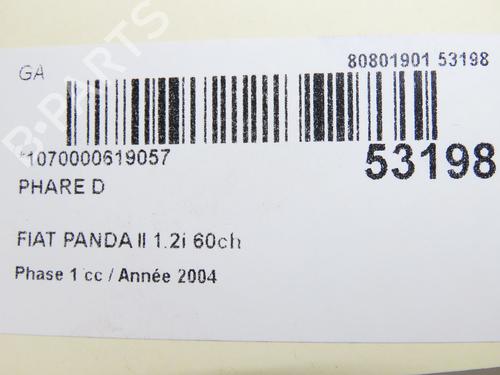 GA
80801901 53198
*1070000619057
53198
PHARE D
FIAT PANDA II 1.2i 60ch
Phase 1 cc / Année 2004
B-PARTS